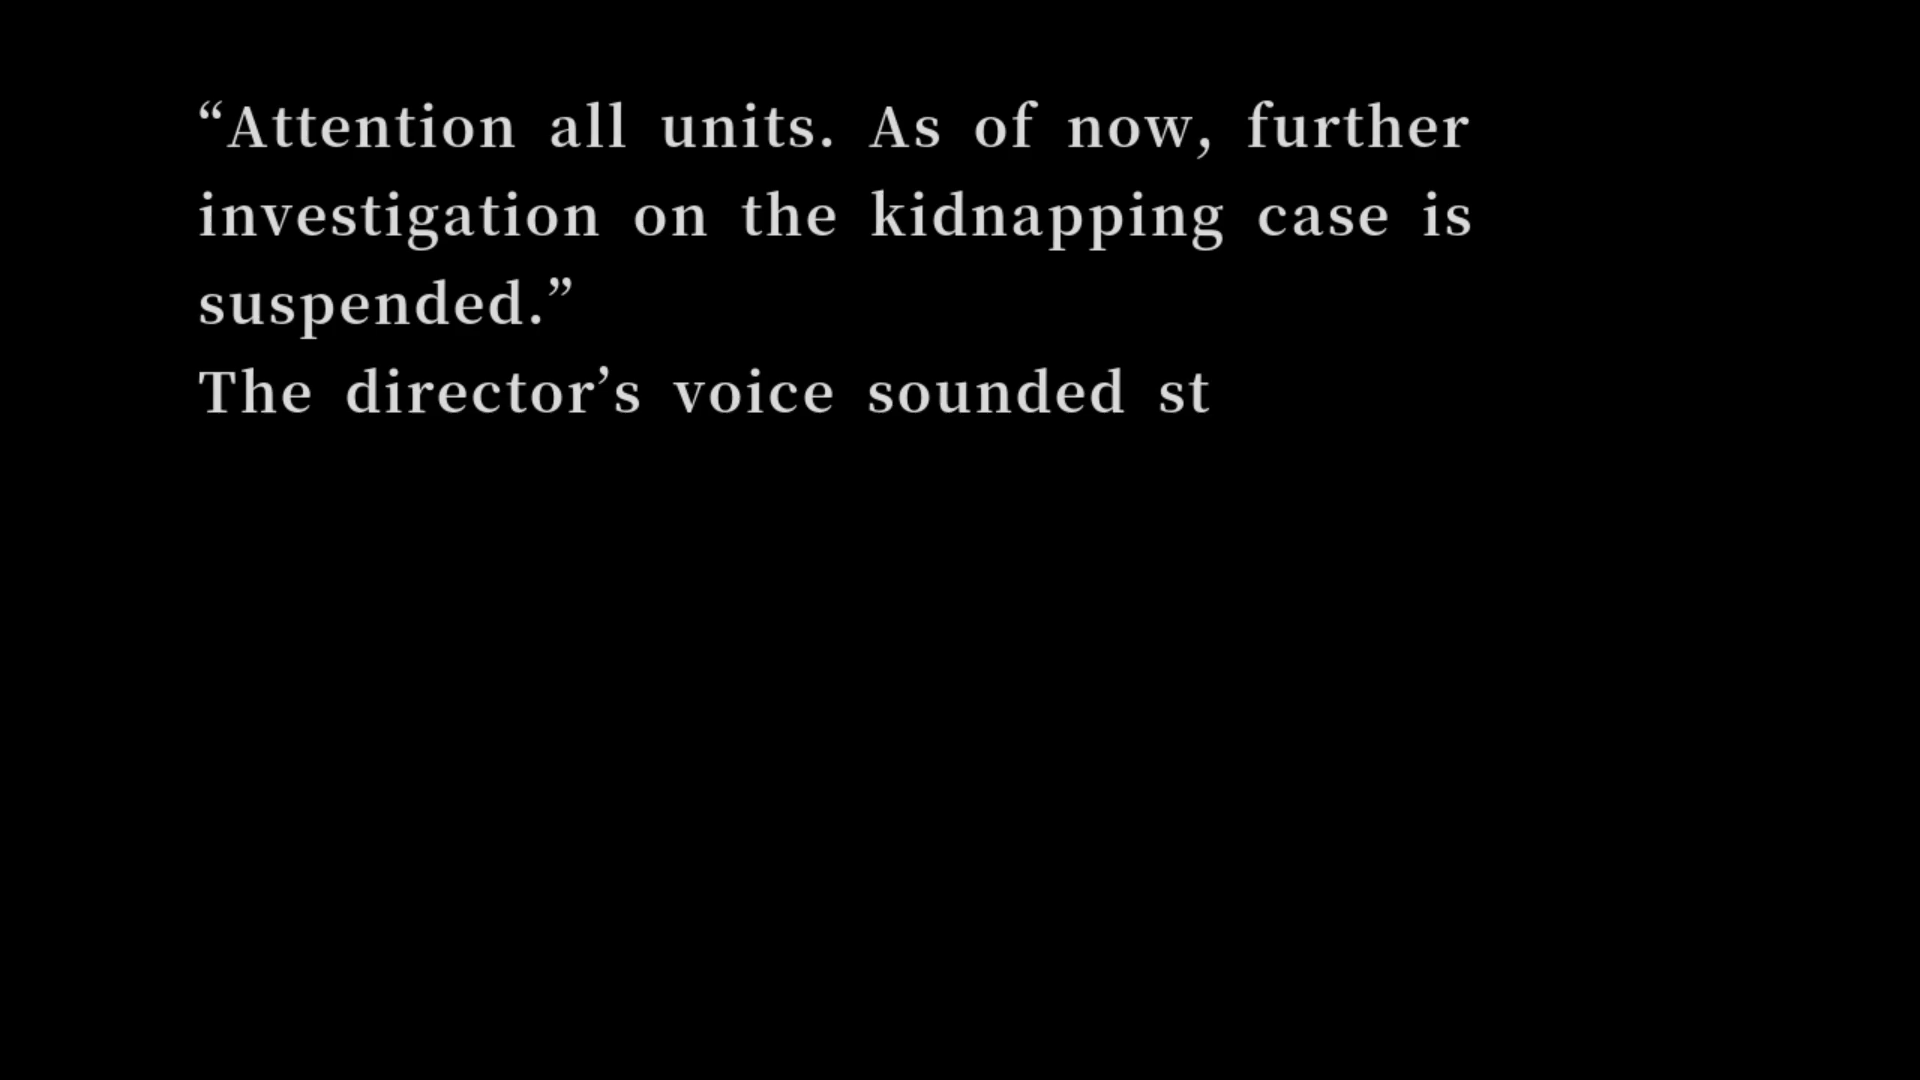 “Attention all units. As of now, further
investigation on the kidnapping case is
suspended.”
The director’s voice sounded st